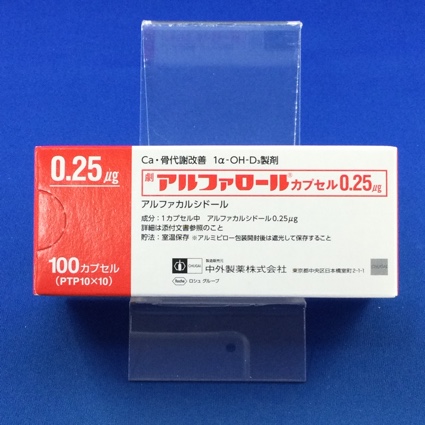 0.25μg
100カプセル
(PTP10×10)
Ca・骨代謝改善 1α-OH-D₃製剤
劇 アルファロール®カプセル0.25μg
アルファカルシドール
成分：1カプセル中 アルファカルシドール0.25μg
詳細は添付文書参照のこと
貯法：室温保存 ※アルミピロー包装開封後は遮光して保存すること
製造販売元
CHUGAI 中外製薬株式会社 東京都中央区日本橋室町2-1-1
Roche ロシュ グループ